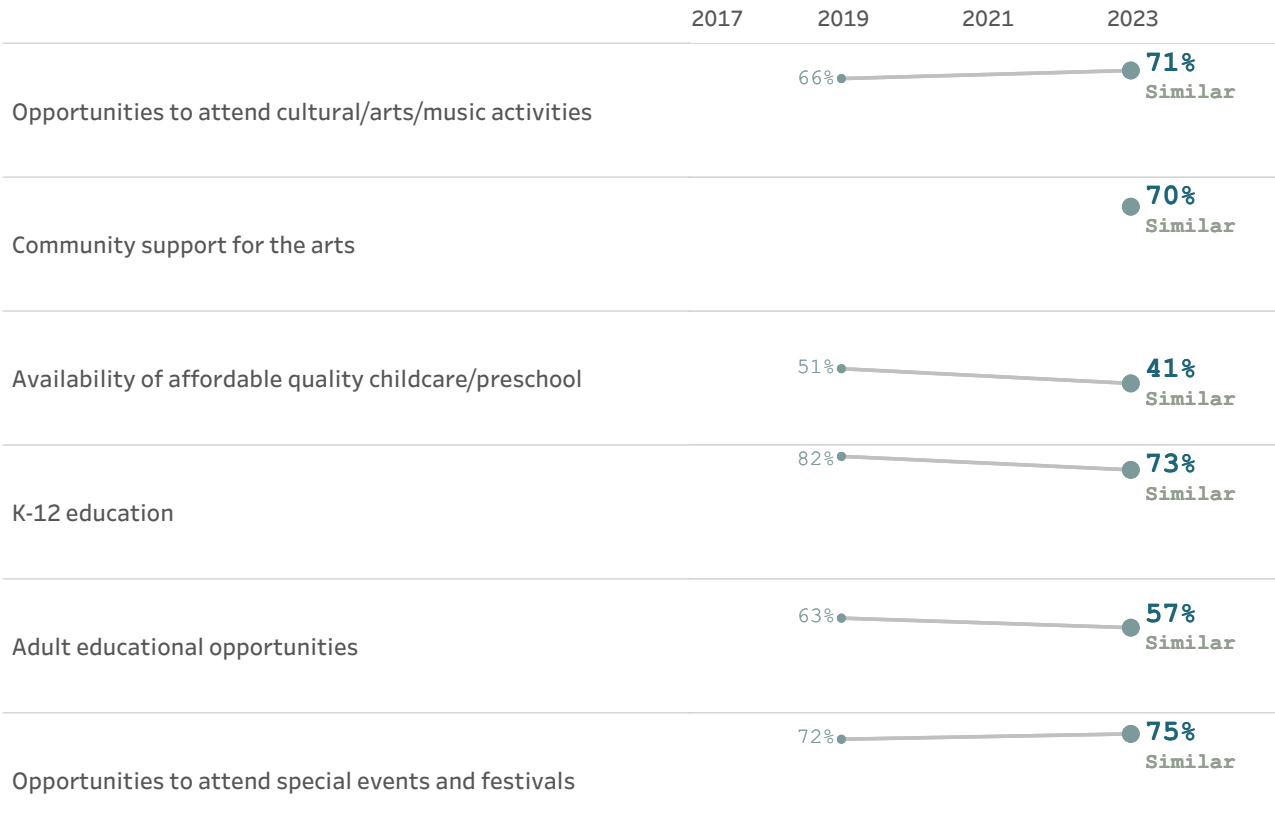 2017 2019 2021 2023
Opportunities to attend cultural/arts/music activities
66%
71%
Similar
Community support for the arts
70%
Similar
Availability of affordable quality childcare/preschool
51%
41%
Similar
K-12 education
82%
73%
Similar
Adult educational opportunities
63%
57%
Similar
Opportunities to attend special events and festivals
72%
75%
Similar